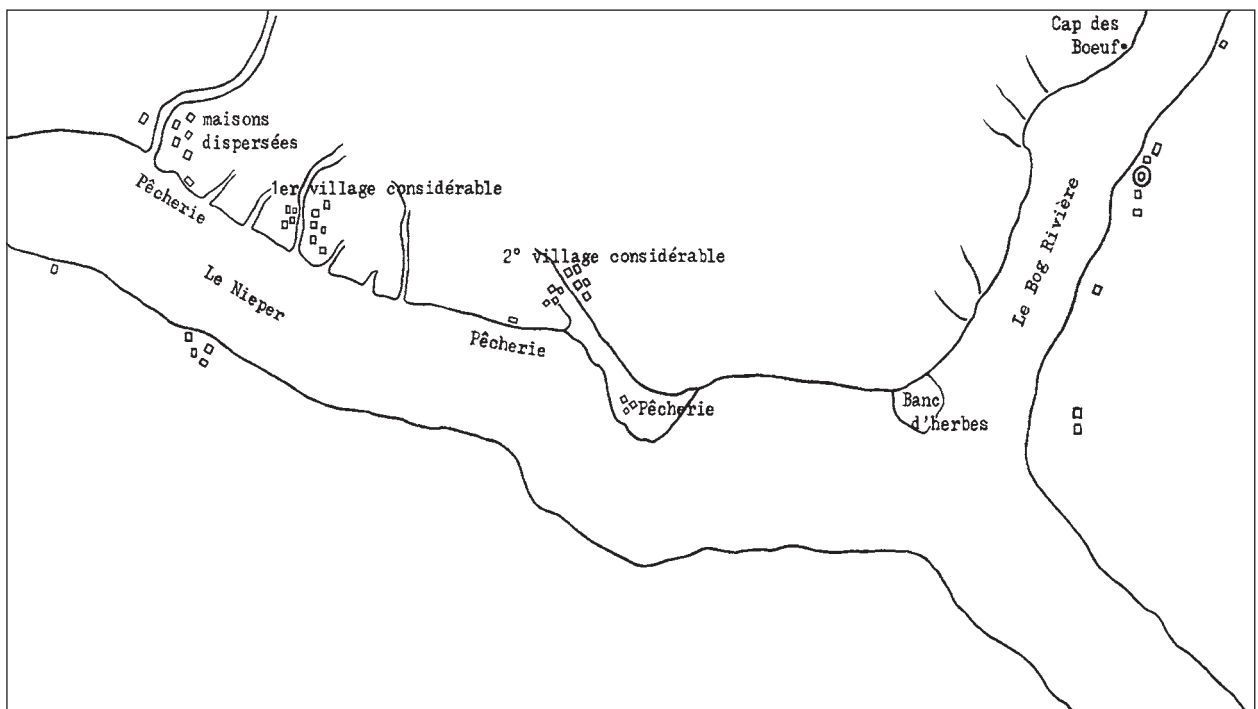 Cap des
Boeuf
maisons
dispersées
Pêcherie
1er village considérable
2° village considérable
Le Nieper
Le Bog Rivière
Pêcherie
Pêcherie
Banc
d'herbes